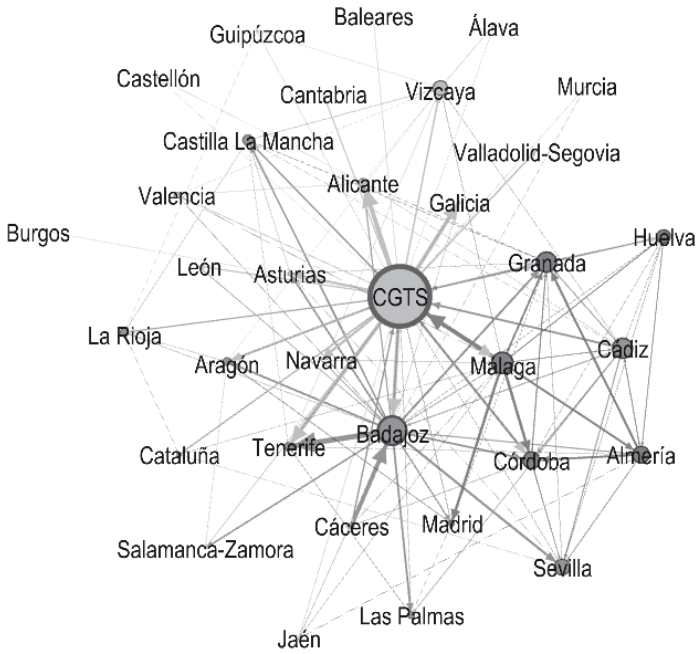 Baleares
Álava
Guipúzcoa
Castellón
Cantabria
Vizcaya
Murcia
Castilla La Mancha
Valladolid-Segovia
Alicante
Valencia
Galicia
Burgos
Huelva
León
Asturias
Granada
CGTS
La Rioja
Cádiz
Aragón
Navarra
Málaga
Badajoz
Tenerife
Cataluña
Córdoba
Almería
Cáceres
Madrid
Salamanca-Zamora
Sevilla
Las Palmas
Jaén